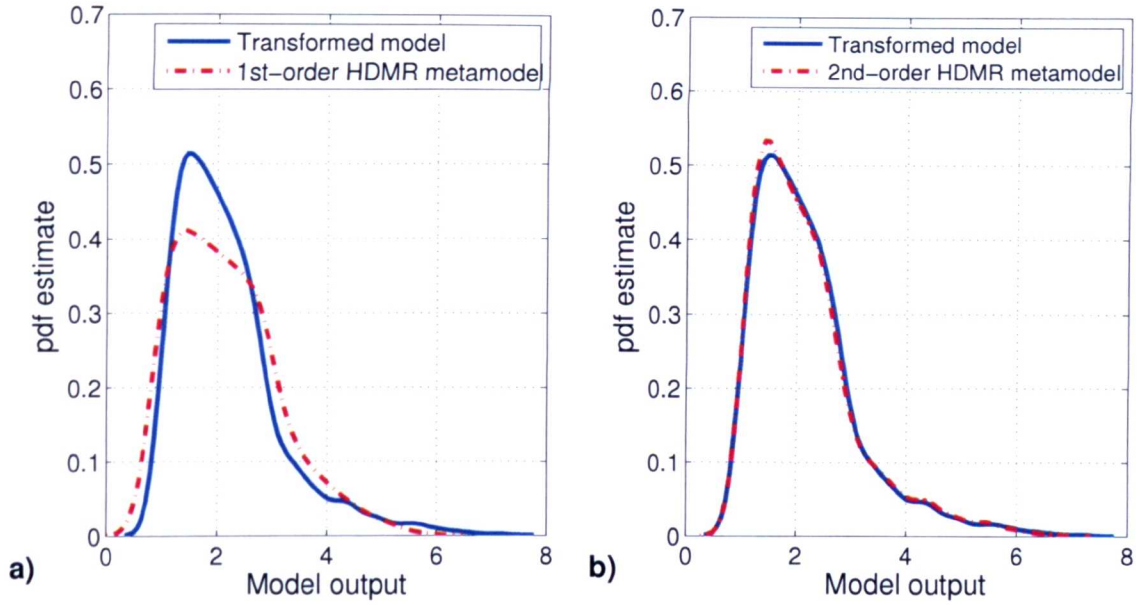 0.7
0.6
0.5
0.4
0.3
0.2
0.1
0
pdf estimate
Transformed model
1st-order HDMR metamodel
0 2 4 6 8
Model output
a)
0.7
0.6
0.5
0.4
0.3
0.2
0.1
0
pdf estimate
Transformed model
2nd-order HDMR metamodel
0 2 4 6 8
Model output
b)